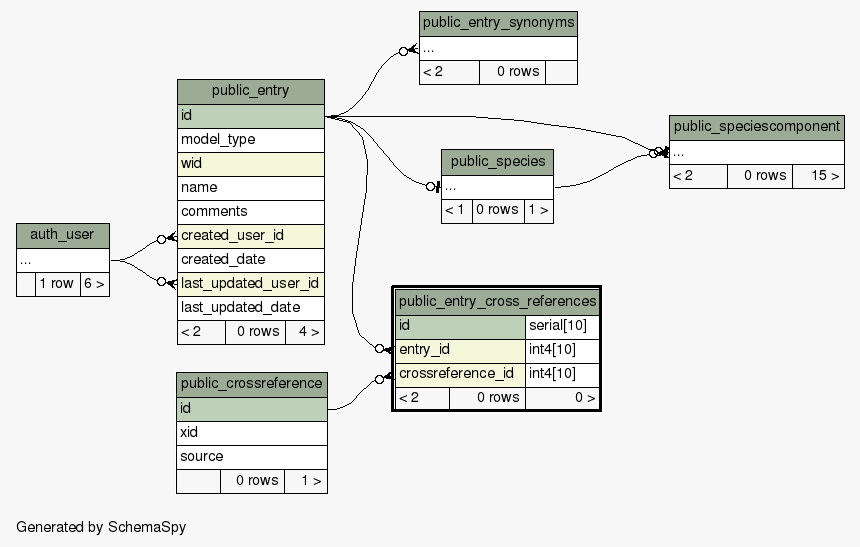 public_entry_synonyms
...
< 2 0 rows
public_entry
id
model_type
wid
name
comments
created_user_id
created_date
last_updated_user_id
last_updated_date
< 2 0 rows 4 >
public_speciescomponent
...
< 2 0 rows 15 >
public_species
...
< 1 0 rows 1 >
auth_user
...
1 row 6 >
public_entry_cross_references
id serial[10]
entry_id int4[10]
crossreference_id int4[10]
< 2 0 rows 0 >
public_crossreference
id
xid
source
0 rows 1 >
Generated by SchemaSpy